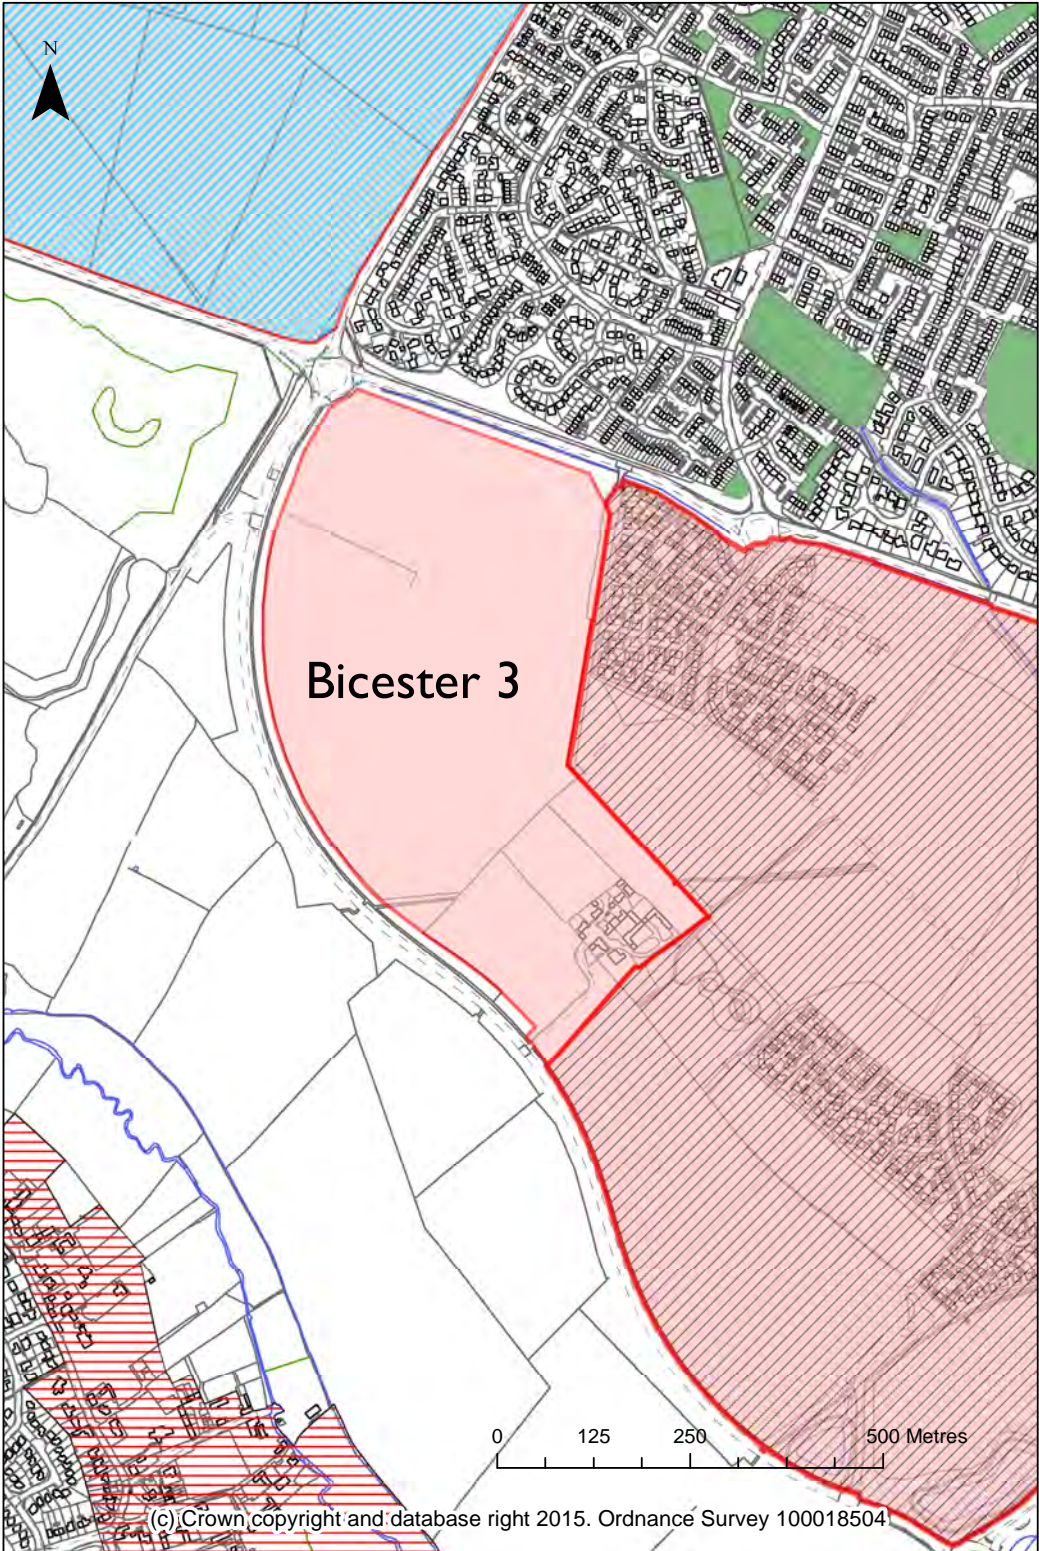 N
Bicester 3
0 125 250 500 Metres
(c) Crown copyright and database right 2015. Ordnance Survey 100018504